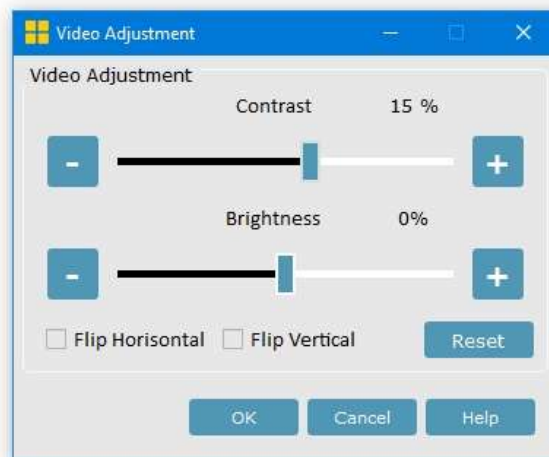 Video Adjustment
Video Adjustment
Contrast 15 %
- +
Brightness 0%
- +
Flip Horisontal Flip Vertical Reset
OK Cancel Help